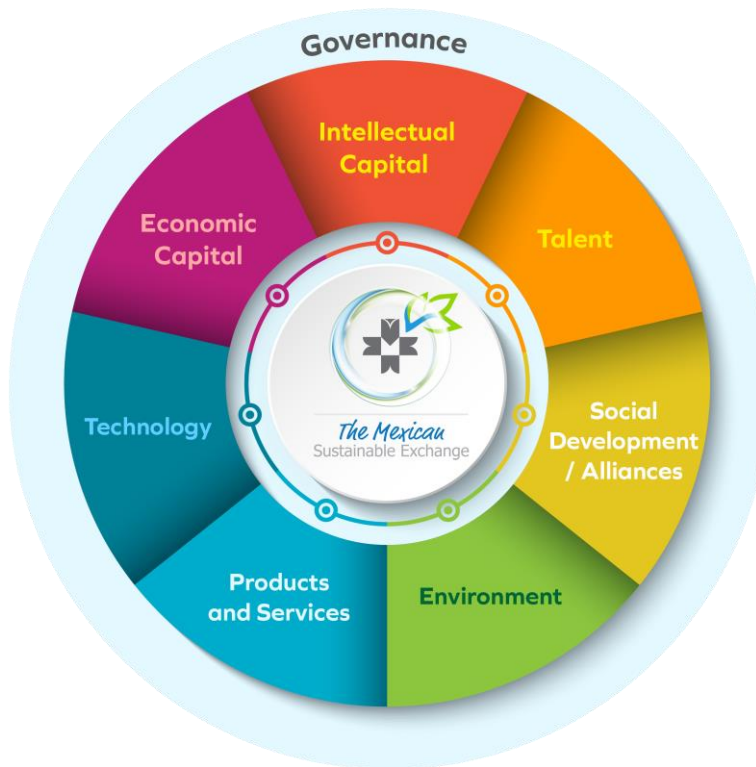 Governance
Intellectual
Capital
Talent
Social
Development
/ Alliances
Environment
Products
and Services
Technology
Economic
Capital
The Mexican
Sustainable Exchange